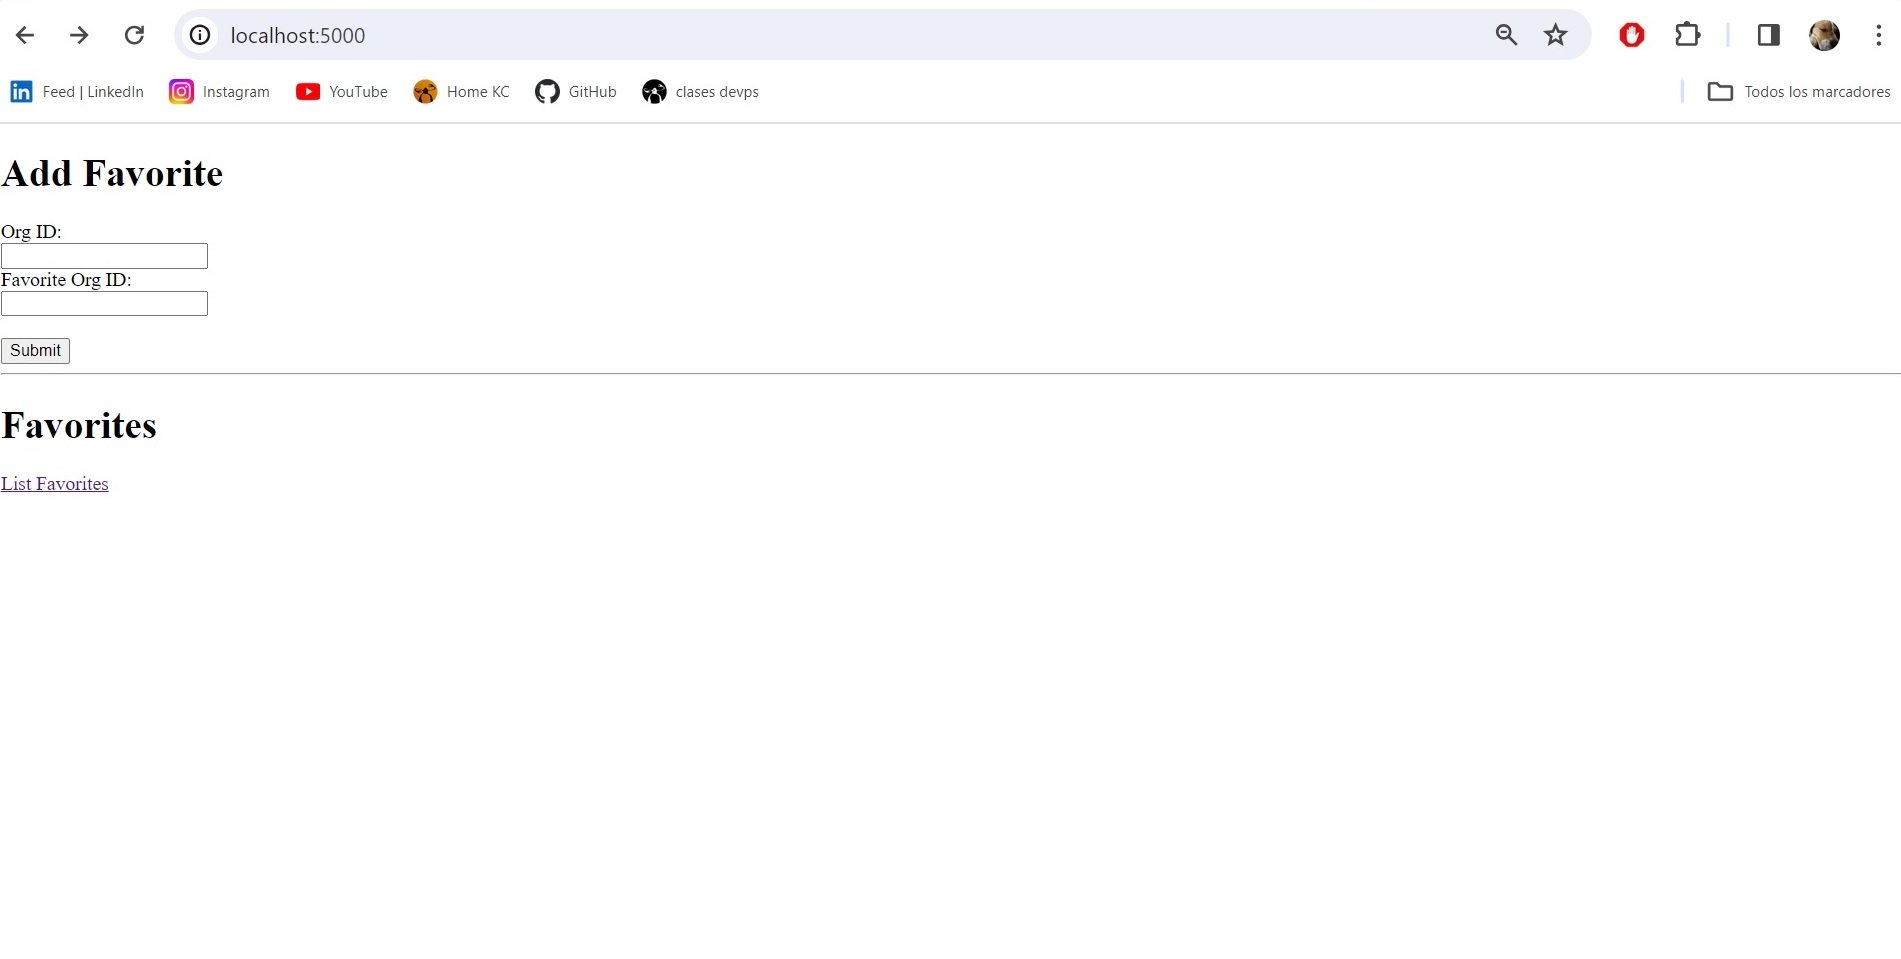 localhost:5000
Feed | LinkedIn Instagram YouTube Home KC GitHub clases devps Todos los marcadores
Add Favorite
Org ID:
Favorite Org ID:
Submit
Favorites
List Favorites